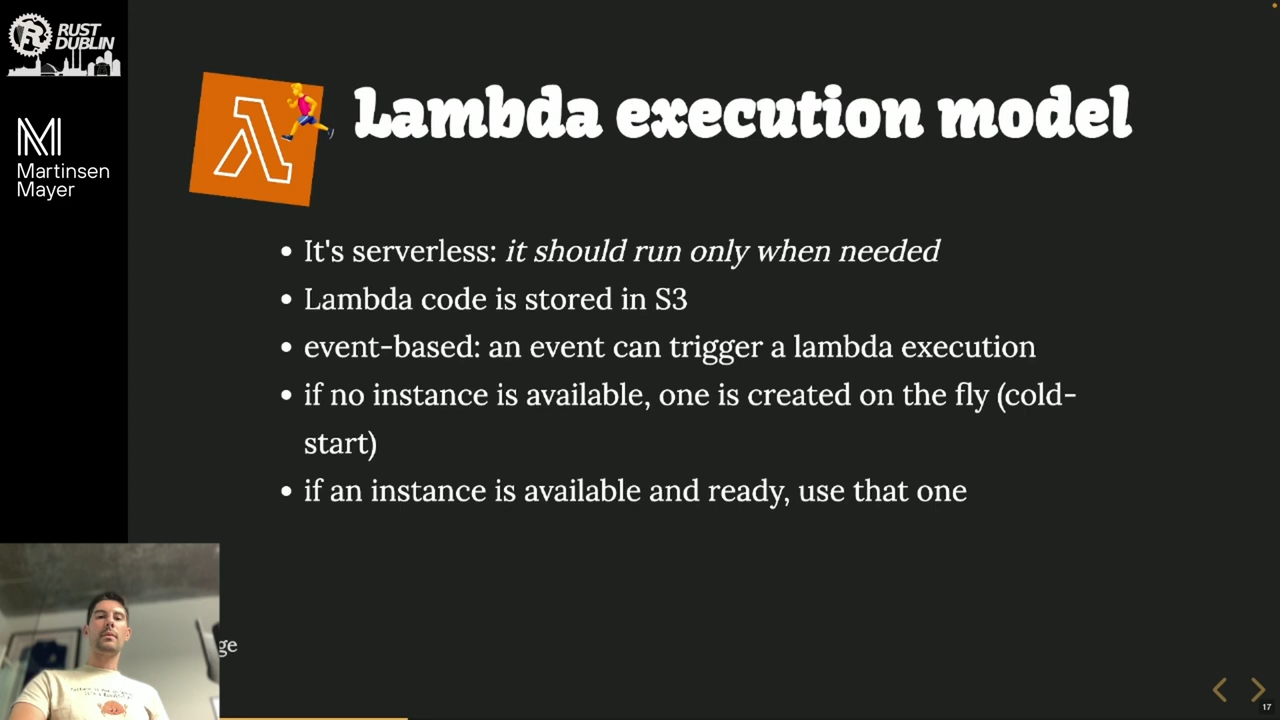 RUST
DUBLIN
Martinsen
Mayer
Lambda execution model
• It's serverless: it should run only when needed
• Lambda code is stored in S3
• event-based: an event can trigger a lambda execution
• if no instance is available, one is created on the fly (cold-
start)
• if an instance is available and ready, use that one
ge
17